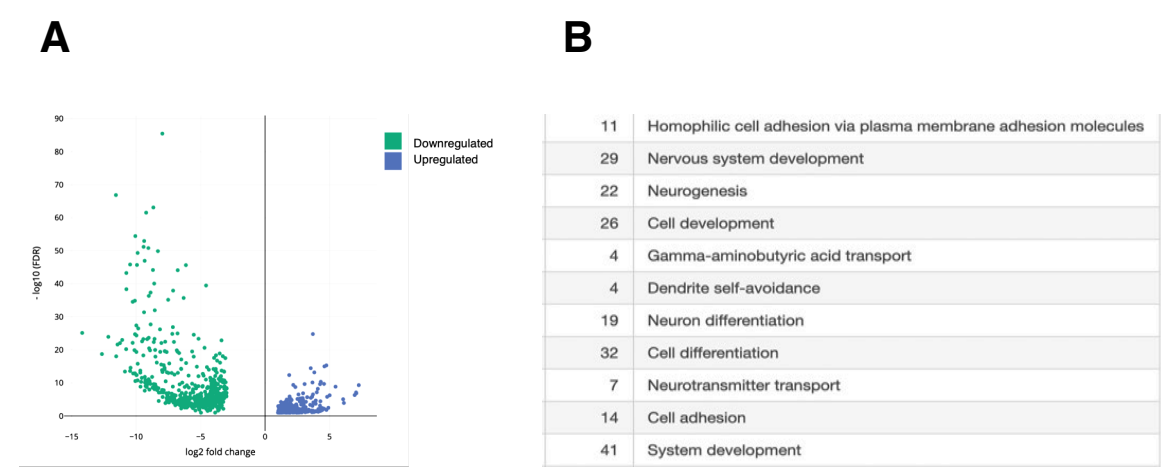 A
B
90
80
70
60
50
40
30
20
10
0
- log10 (FDR)
−15
−10
−5
0
5
log2 fold change
Downregulated
Upregulated
11 Homophilic cell adhesion via plasma membrane adhesion molecules
29 Nervous system development
22 Neurogenesis
26 Cell development
4 Gamma-aminobutyric acid transport
4 Dendrite self-avoidance
19 Neuron differentiation
32 Cell differentiation
7 Neurotransmitter transport
14 Cell adhesion
41 System development